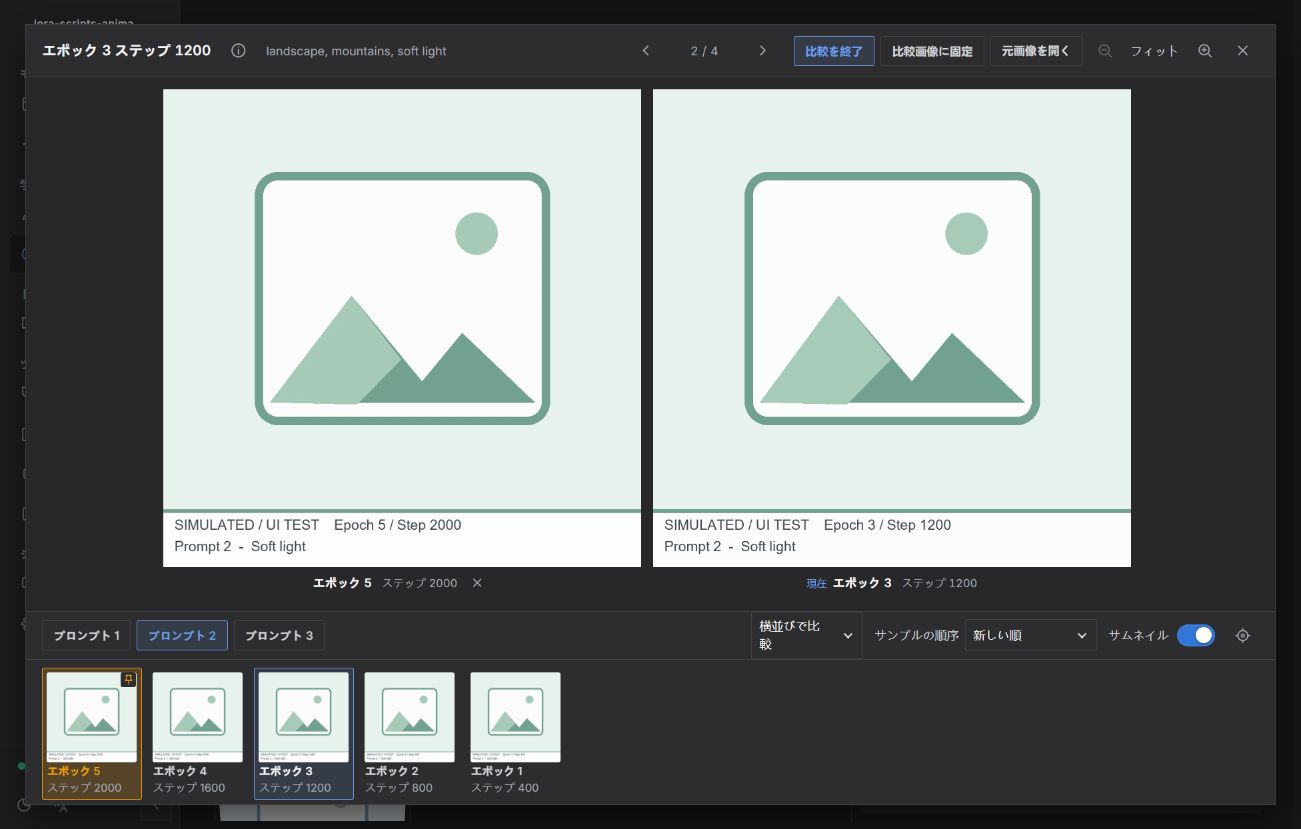 lora-scripts-anima
エポック 3 ステップ 1200
landscape, mountains, soft light
2 / 4
比較を終了
比較画像に固定
元画像を開く
フィット
SIMULATED / UI TEST Epoch 5 / Step 2000
Prompt 2 - Soft light
SIMULATED / UI TEST Epoch 3 / Step 1200
Prompt 2 - Soft light
エポック 5 ステップ 2000
現在 エポック 3 ステップ 1200
プロンプト 1
プロンプト 2
プロンプト 3
横並びで比
較
サンプルの順序
新しい順
サムネイル
エポック 5
ステップ 2000
エポック 4
ステップ 1600
エポック 3
ステップ 1200
エポック 2
ステップ 800
エポック 1
ステップ 400